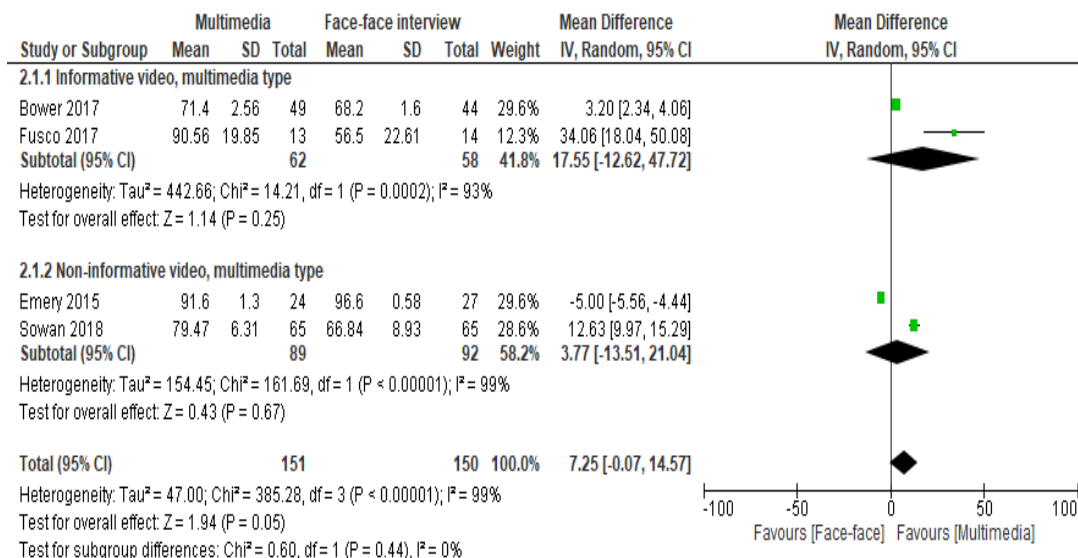 Multimedia Face-face interview Mean Difference Mean Difference
Study or Subgroup Mean SD Total Mean SD Total Weight IV, Random, 95% CI IV, Random, 95% CI
2.1.1 Informative video, multimedia type
Bower 2017 71.4 2.56 49 68.2 1.6 44 29.6% 3.20 [2.34, 4.06]
Fusco 2017 90.56 19.85 13 56.5 22.61 14 12.3% 34.06 [18.04, 50.08]
Subtotal (95% CI) 62 58 41.8% 17.55 [-12.62, 47.72]
Heterogeneity: Tau² = 442.66; Chi² = 14.21, df = 1 (P = 0.0002); I² = 93%
Test for overall effect: Z = 1.14 (P = 0.25)
2.1.2 Non-informative video, multimedia type
Emery 2015 91.6 1.3 24 96.6 0.58 27 29.6% -5.00 [-5.56, -4.44]
Sowan 2018 79.47 6.31 65 66.84 8.93 65 28.6% 12.63 [9.97, 15.29]
Subtotal (95% CI) 89 92 58.2% 3.77 [-13.51, 21.04]
Heterogeneity: Tau² = 154.45; Chi² = 161.69, df = 1 (P < 0.00001); I² = 99%
Test for overall effect: Z = 0.43 (P = 0.67)
Total (95% CI) 151 150 100.0% 7.25 [-0.07, 14.57]
Heterogeneity: Tau² = 47.00; Chi² = 385.28, df = 3 (P < 0.00001); I² = 99%
Test for overall effect: Z = 1.94 (P = 0.05)
Test for subgroup differences: Chi² = 0.60, df = 1 (P = 0.44), I² = 0%
-100 -50 0 50 100
Favours [Face-face] Favours [Multimedia]